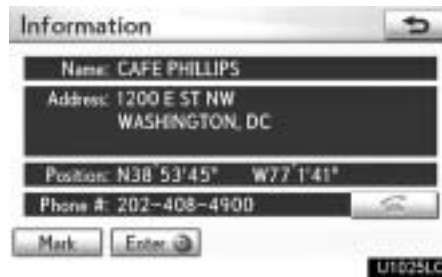 Information
Name: CAFE PHILLIPS
Address: 1200 E ST NW
WASHINGTON, DC
Position: N38°53'45" W77°1'41"
Phone #: 202-408-4900
Mark Enter
U1025LC